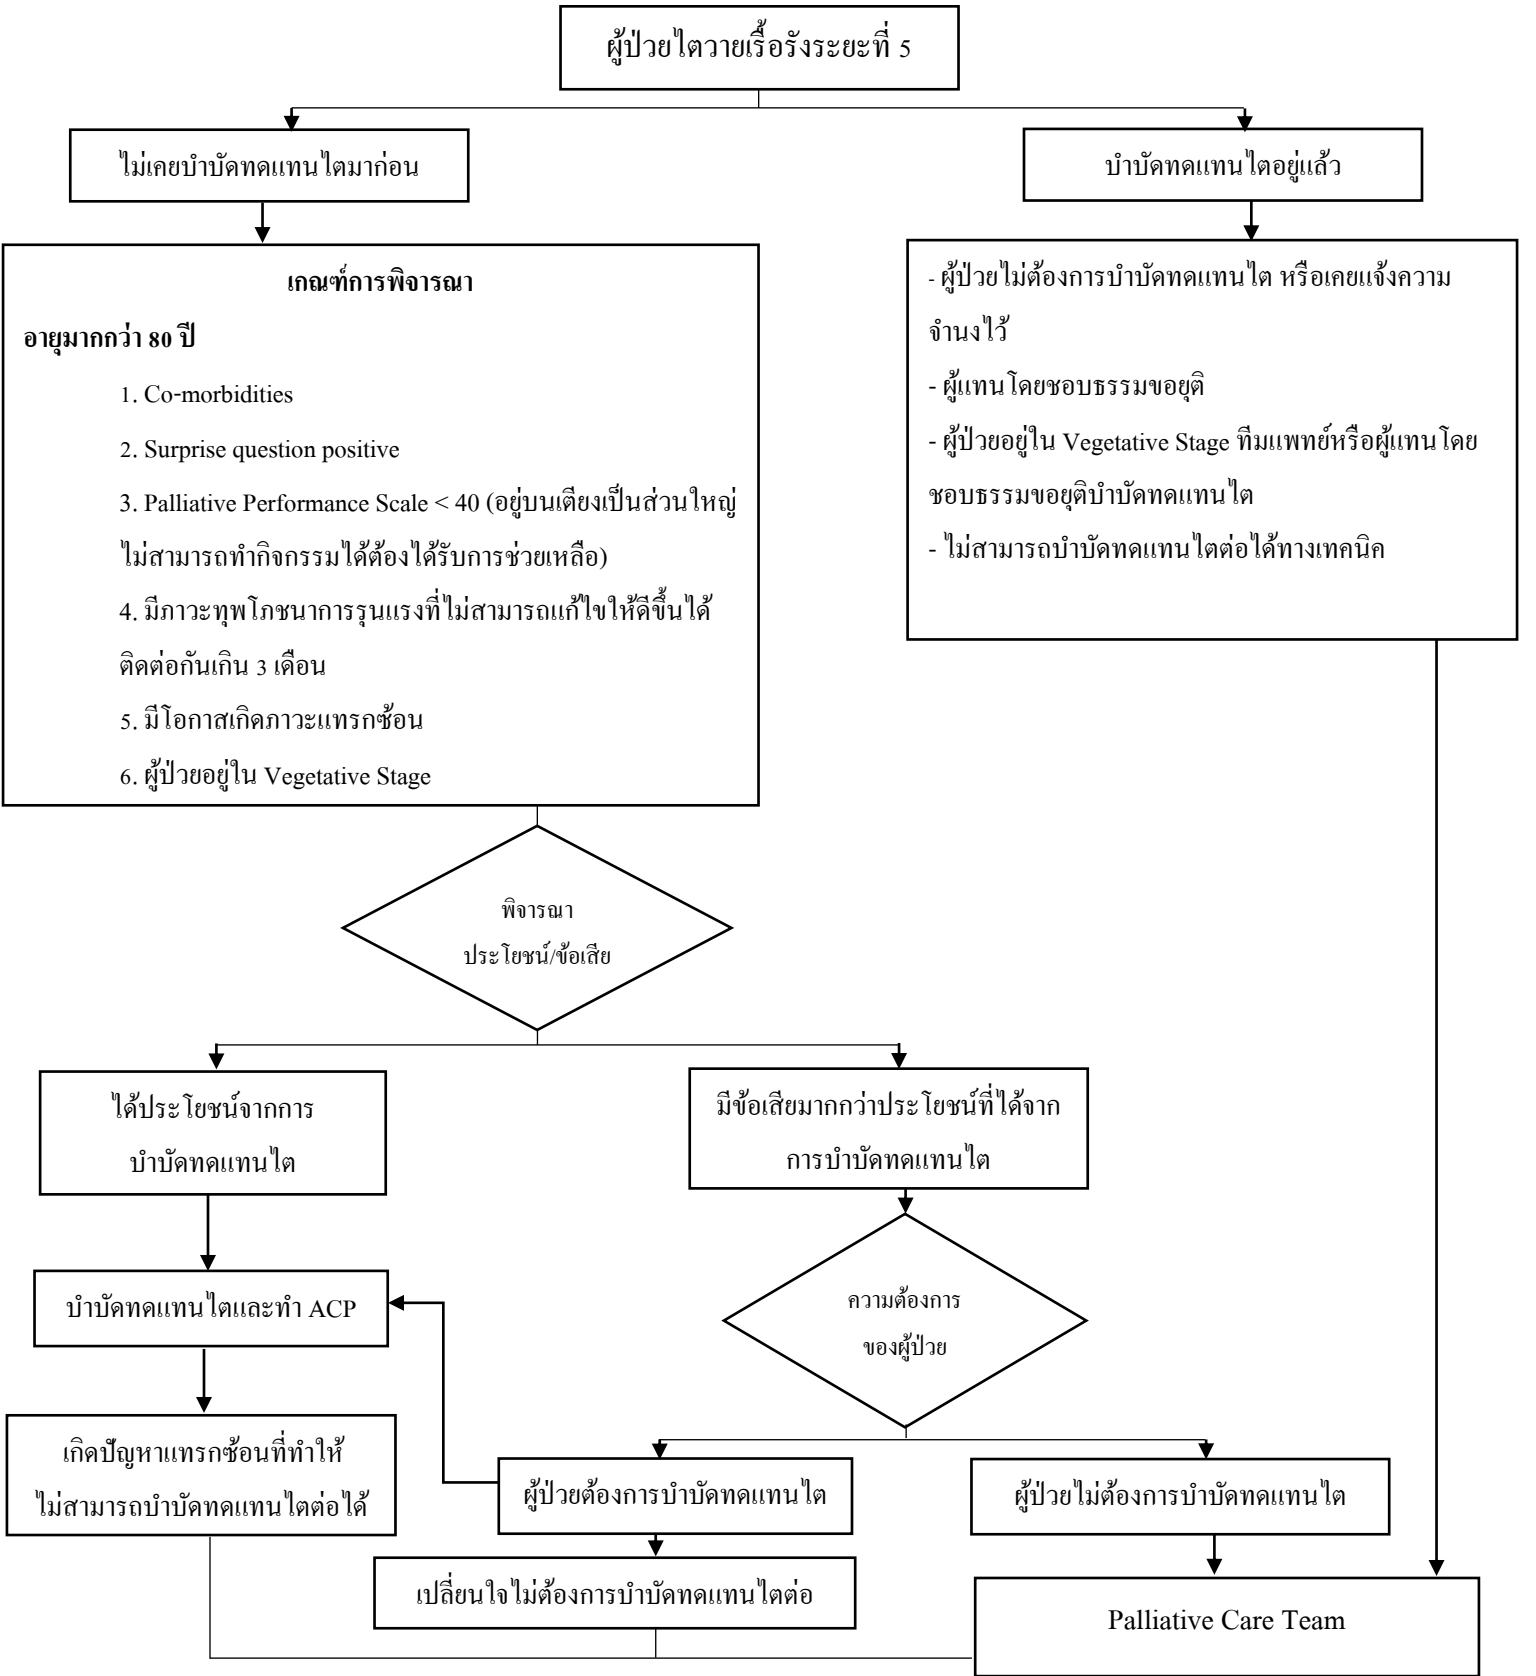 ผู้ป่วยไตวายเรื้อรังระยะที่ 5
ไม่เคยบำบัดทดแทนไตมาก่อน
บำบัดทดแทนไตอยู่แล้ว
เกณฑ์การพิจารณา
อายุมากกว่า 80 ปี
1. Co-morbidities
2. Surprise question positive
3. Palliative Performance Scale < 40 (อยู่บนเตียงเป็นส่วนใหญ่
ไม่สามารถทำกิจกรรมได้ต้องได้รับการช่วยเหลือ)
4. มีภาวะทุพโภชนาการรุนแรงที่ไม่สามารถแก้ไขให้ดีขึ้นได้
ติดต่อกันเกิน 3 เดือน
5. มีโอกาสเกิดภาวะแทรกซ้อน
6. ผู้ป่วยอยู่ใน Vegetative Stage
- ผู้ป่วยไม่ต้องการบำบัดทดแทนไต หรือเคยแจ้งความ
จำนงไว้
- ผู้แทนโดยชอบธรรมขอยุติ
- ผู้ป่วยอยู่ใน Vegetative Stage ทีมแพทย์หรือผู้แทนโดย
ชอบธรรมขอยุติบำบัดทดแทนไต
- ไม่สามารถบำบัดทดแทนไตต่อได้ทางเทคนิค
พิจารณา
ประโยชน์/ข้อเสีย
ได้ประโยชน์จากการ
บำบัดทดแทนไต
มีข้อเสียมากกว่าประโยชน์ที่ได้จาก
การบำบัดทดแทนไต
บำบัดทดแทนไตและทำ ACP
ความต้องการ
ของผู้ป่วย
เกิดปัญหาแทรกซ้อนที่ทำให้
ไม่สามารถบำบัดทดแทนไตต่อได้
ผู้ป่วยต้องการบำบัดทดแทนไต
ผู้ป่วยไม่ต้องการบำบัดทดแทนไต
เปลี่ยนใจไม่ต้องการบำบัดทดแทนไตต่อ
Palliative Care Team